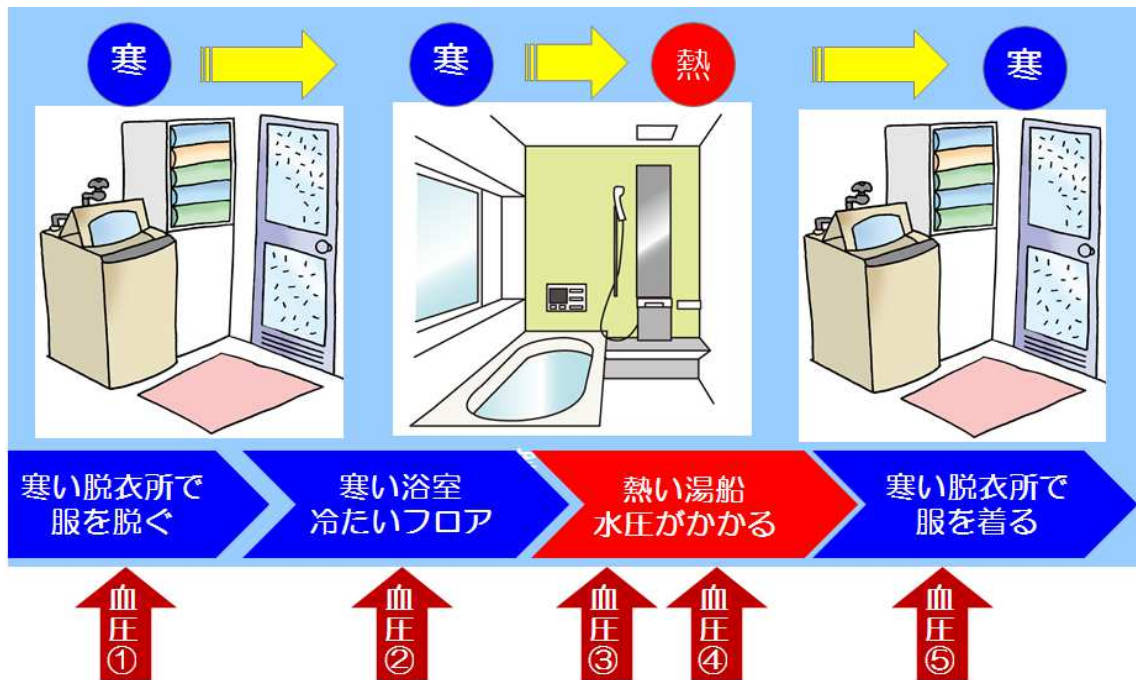 寒
寒
熱
寒
寒い脱衣所で
服を脱ぐ
寒い浴室
冷たいフロア
熱い湯船
水圧がかかる
寒い脱衣所で
服を着る
血圧①
血圧②
血圧③
血圧④
血圧⑤